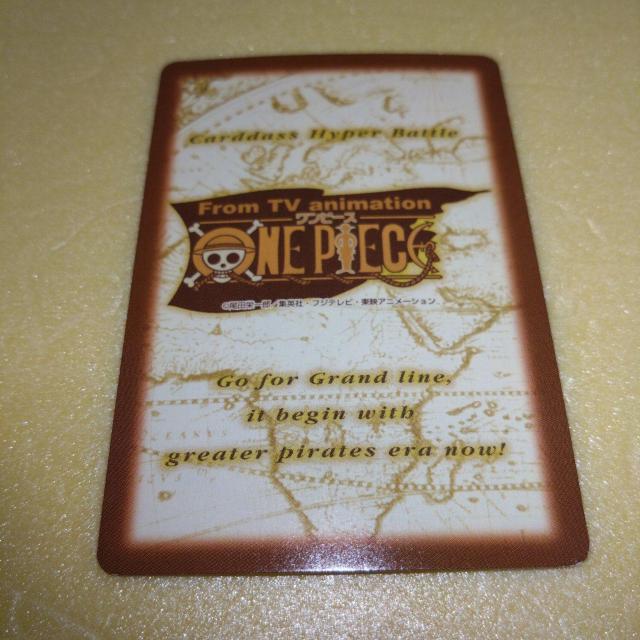 Carddass Hyper Battle
From TV animation
ワンピース
ONE PIECE
©尾田栄一郎/集英社・フジテレビ・東映アニメーション
Go for Grand line,
it begin with
greater pirates era now!